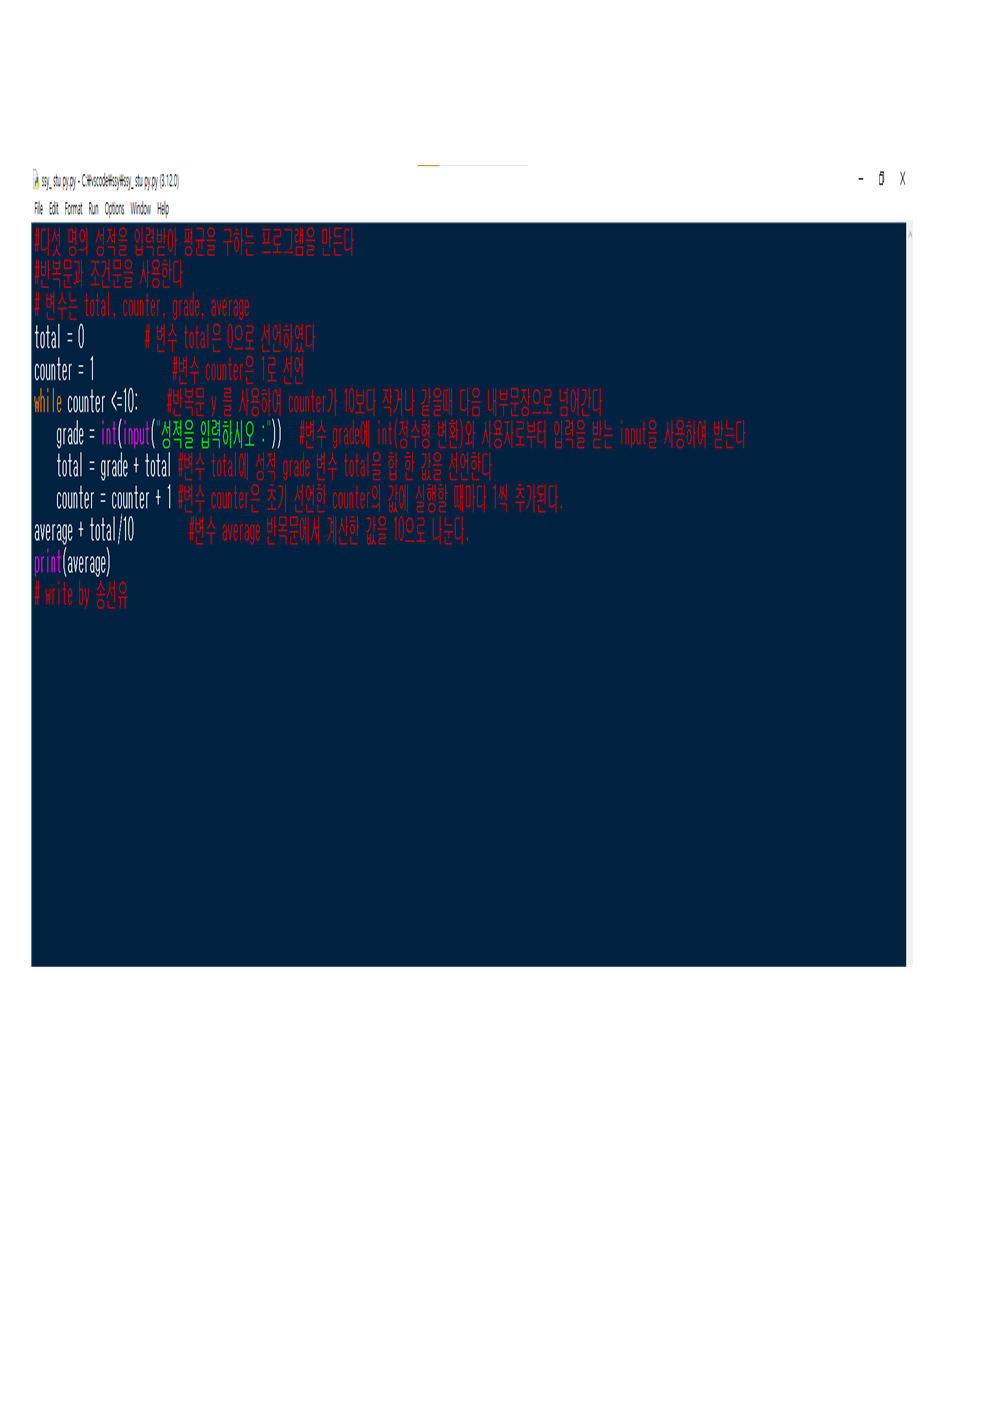 ssy_ stu py.py - C:₩vscode₩ssy₩ssy_ stu py.py (3.12.0)
File Edit Format Run Options Window Help
#다섯 명의 성적을 입력받아 평균을 구하는 프로그램을 만든다
#반복문과 조건문을 사용한다
# 변수는 total, counter, grade, average
total = 0 # 변수 total은 0으로 선언하였다
counter = 1 #변수 counter은 1로 선언
while counter <=10: #반복문 y 를 사용하여 counter가 10보다 작거나 같을때 다음 내부문장으로 넘어간다
grade = int(input("성적을 입력하시오 :")) #변수 grade에 int(정수형 변환)와 사용자로부터 입력을 받는 input을 사용하여 받는다
total = grade + total #변수 total에 성적 grade 변수 total을 합 한 값을 선언한다
counter = counter + 1 #변수 counter은 초기 선언한 counter의 값에 실행할 때마다 1씩 추가된다.
average + total/10 #변수 average 반목문에서 계산한 값을 10으로 나눈다.
print(average)
# write by 송선유